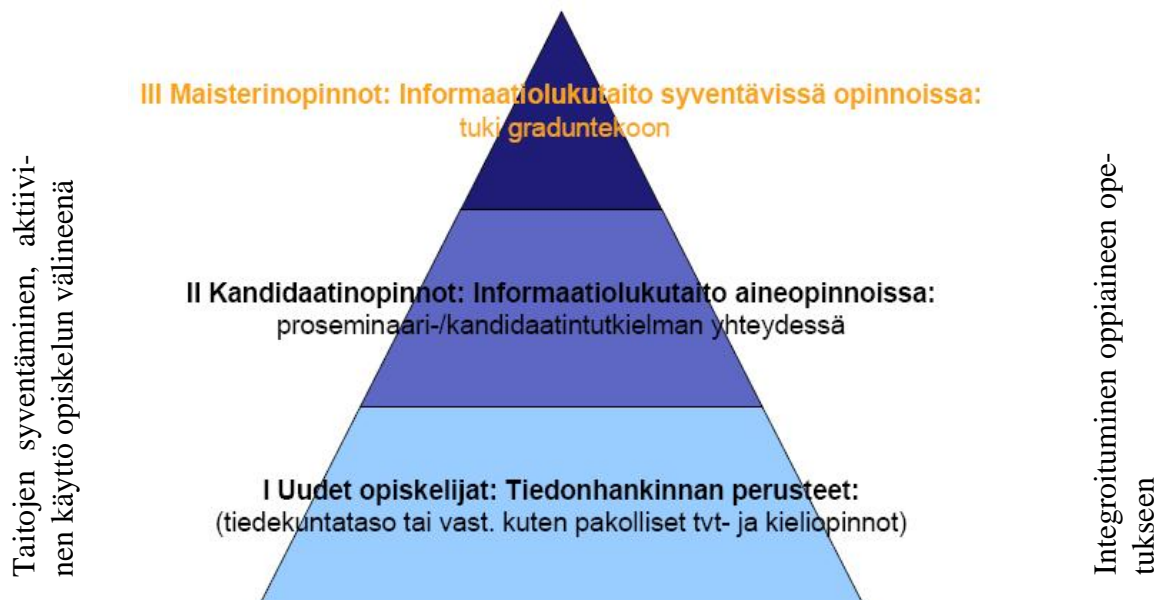 III Maisterinopinnot: Informaatiolukutaito syventävissä opinnoissa:
tuki graduntekoon
Taitojen syventäminen, aktiivi-
nen käyttö opiskelun välineenä
II Kandidaatinopinnot: Informaatiolukutaito aineopinnoissa:
proseminaari-/kandidaatintutkielman yhteydessä
I Uudet opiskelijat: Tiedonhankinnan perusteet:
(tiedekuntataso tai vast. kuten pakolliset tvt- ja kieliopinnot)
Integroituminen oppiaineen ope-
tukseen